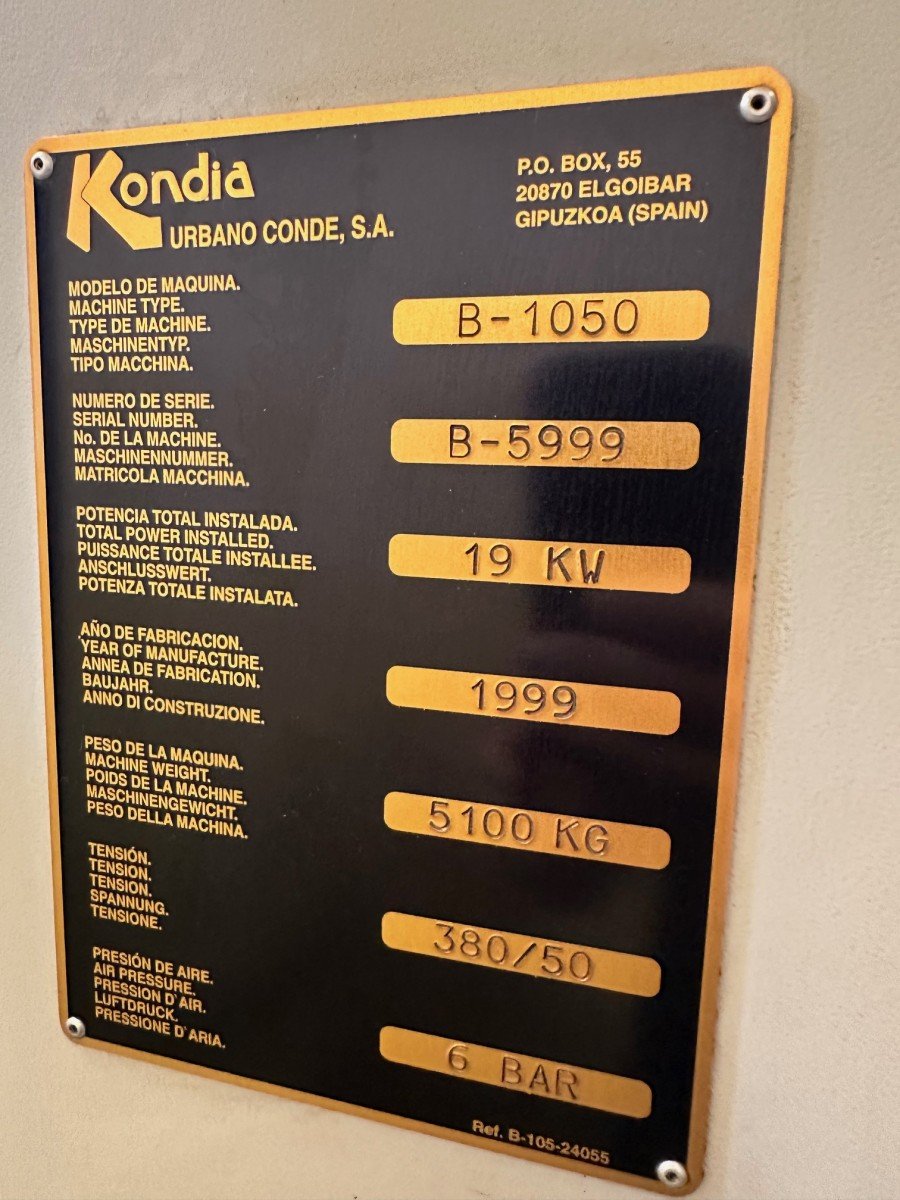 Kondia
URBANO CONDE, S.A.
P.O. BOX, 55
20870 ELGOIBAR
GIPUZKOA (SPAIN)
MODELO DE MAQUINA.
MACHINE TYPE.
TYPE DE MACHINE.
MASCHINENTYP.
TIPO MACCHINA.
B-1050
NUMERO DE SERIE.
SERIAL NUMBER.
No. DE LA MACHINE.
MASCHINENNUMMER.
MATRICOLA MACCHINA.
B-5999
POTENCIA TOTAL INSTALADA.
TOTAL POWER INSTALLED.
PUISSANCE TOTALE INSTALLEE.
ANSCHLUSSWERT.
POTENZA TOTALE INSTALATA.
19 KW
AÑO DE FABRICACION.
YEAR OF MANUFACTURE.
ANNEA DE FABRICATION.
BAUJAHR.
ANNO DI CONSTRUZIONE.
1999
PESO DE LA MAQUINA.
MACHINE WEIGHT.
POIDS DE LA MACHINE.
MASCHINENGEWICHT.
PESO DELLA MACHINA.
5100 KG
TENSIÓN.
TENSION.
TENSION.
SPANNUNG.
TENSIONE.
380/50
PRESIÓN DE AIRE.
AIR PRESSURE.
PRESSION D'AIR.
LUFTDRUCK.
PRESSIONE D'ARIA.
6 BAR
Ref. B-105-24055